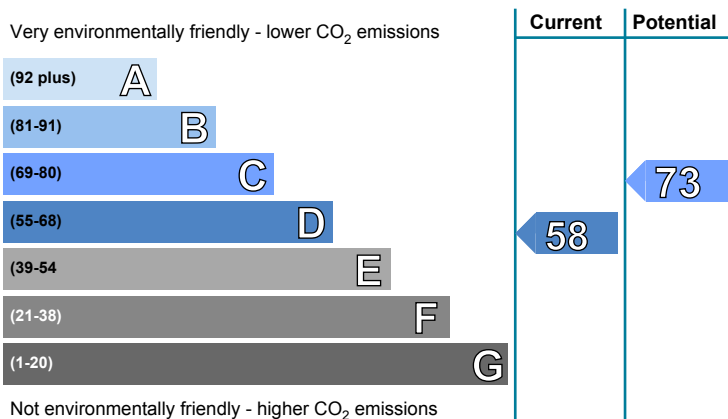 Current Potential
Very environmentally friendly - lower CO2 emissions
(92 plus) A
(81-91) B
(69-80) C
73
(55-68) D
58
(39-54 E
(21-38) F
(1-20) G
Not environmentally friendly - higher CO2 emissions